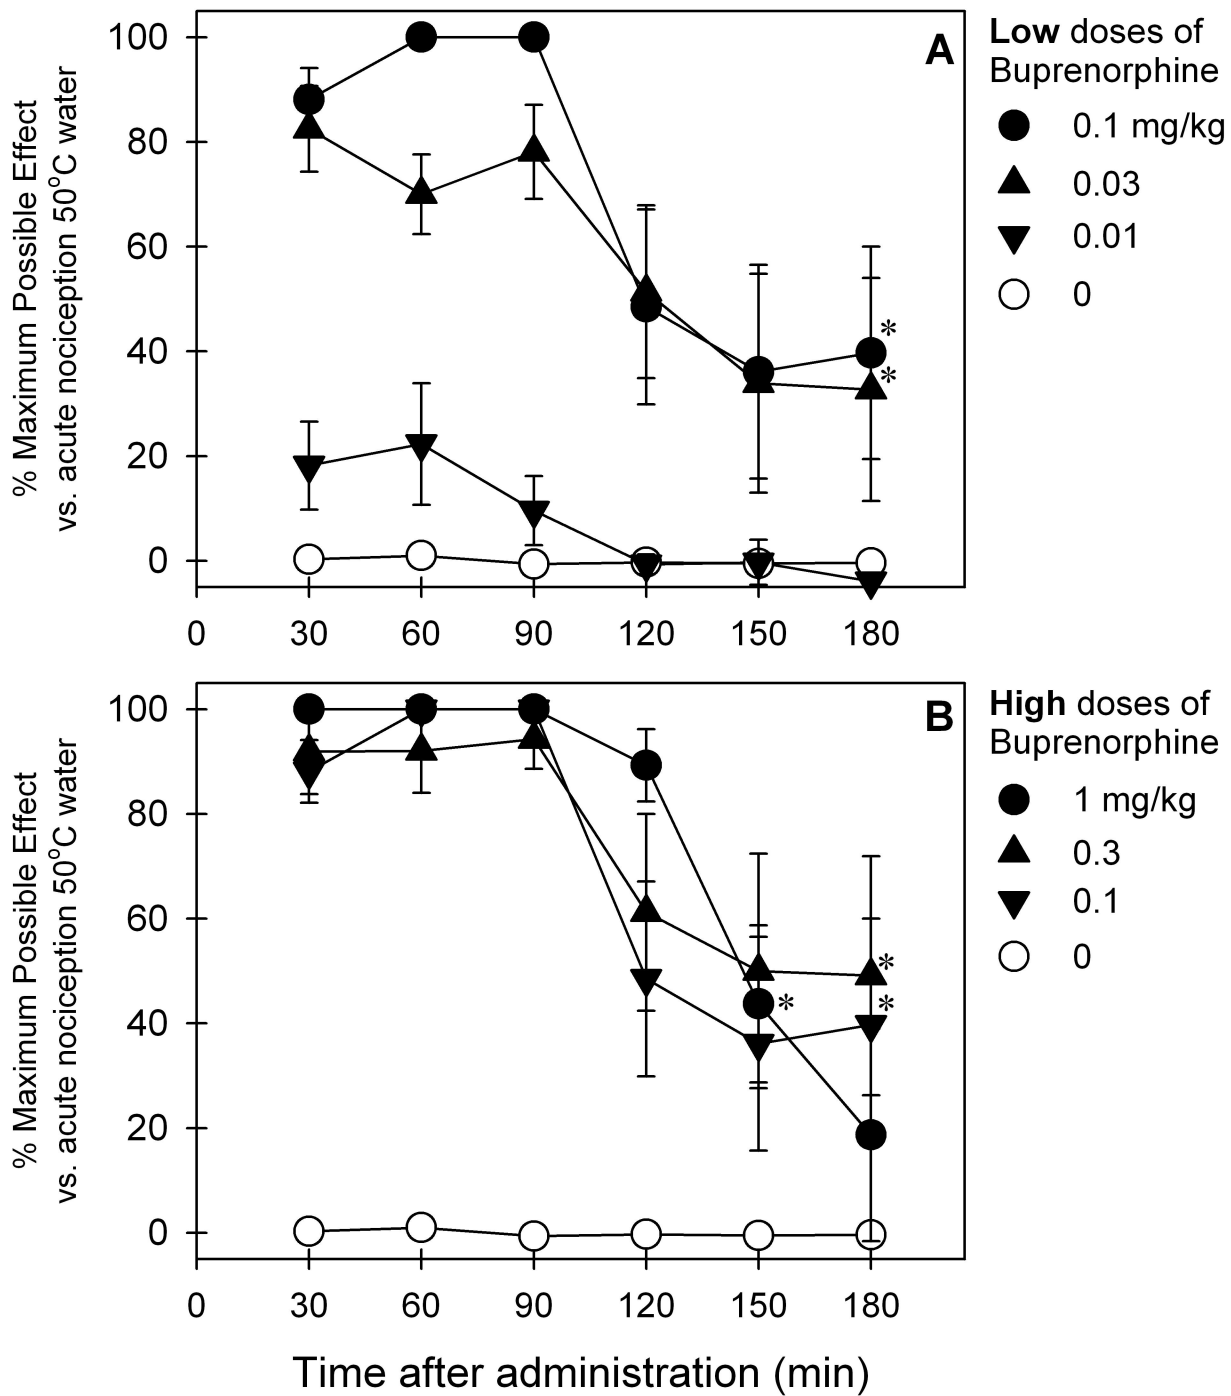 % Maximum Possible Effect
vs. acute nociception 50°C water
100
80
60
40
20
0
A
*
*
0 30 60 90 120 150 180
Low doses of
Buprenorphine
0.1 mg/kg
0.03
0.01
0
% Maximum Possible Effect
vs. acute nociception 50°C water
100
80
60
40
20
0
B
*
*
*
0 30 60 90 120 150 180
High doses of
Buprenorphine
1 mg/kg
0.3
0.1
0
Time after administration (min)